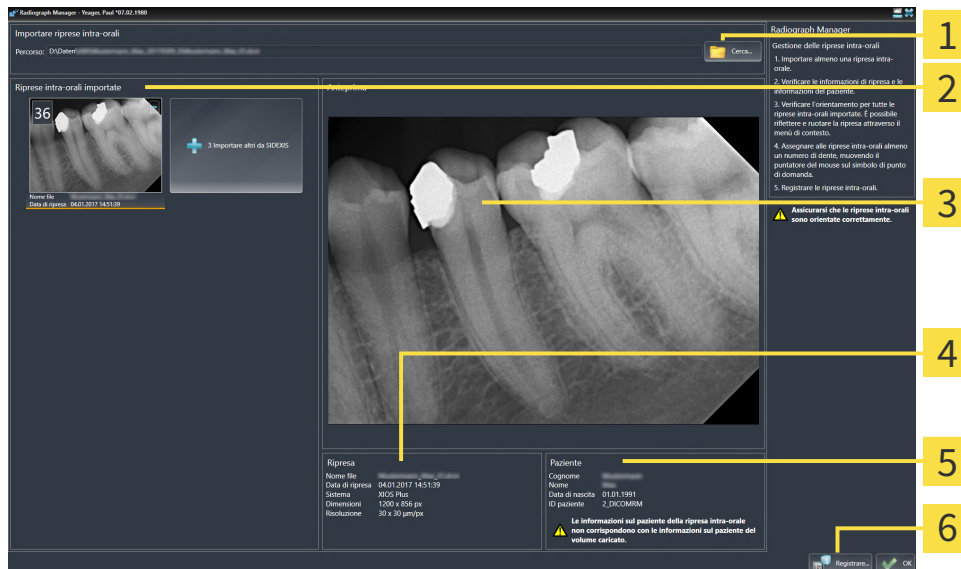 Radiograph Manager - Yeager, Paul *07.02.1980
Importare riprese intra-orali
Percorso: D:\Daten\
Cerca...
Riprese intra-orali importate
36
Nome file
Data di ripresa 04.01.2017 14:51:39
3 Importare altri da SIDEXIS
Anteprima
Ripresa
Nome file
Data di ripresa 04.01.2017 14:51:39
Sistema XIOS Plus
Dimensioni 1200 x 856 px
Risoluzione 30 x 30 µm/px
Paziente
Cognome
Nome
Data di nascita 01.01.1991
ID paziente 2_DICOMRM
Le informazioni sul paziente della ripresa intra-orale
non corrispondono con le informazioni sul paziente del
volume caricato.
Radiograph Manager
Gestione delle riprese intra-orali
1. Importare almeno una ripresa intra-
orale.
2. Verificare le informazioni di ripresa e le
informazioni del paziente.
3. Verificare l'orientamento per tutte le
riprese intra-orali importate. È possibile
riflettere e ruotare la ripresa attraverso il
menù di contesto.
4. Assegnare alle riprese intra-orali almeno
un numero di dente, muovendo il
puntatore del mouse sul simbolo di punto
di domanda.
5. Registrare le riprese intra-orali.
Assicurarsi che le riprese intra-orali
sono orientate correttamente.
Registrare...
OK
1
2
3
4
5
6